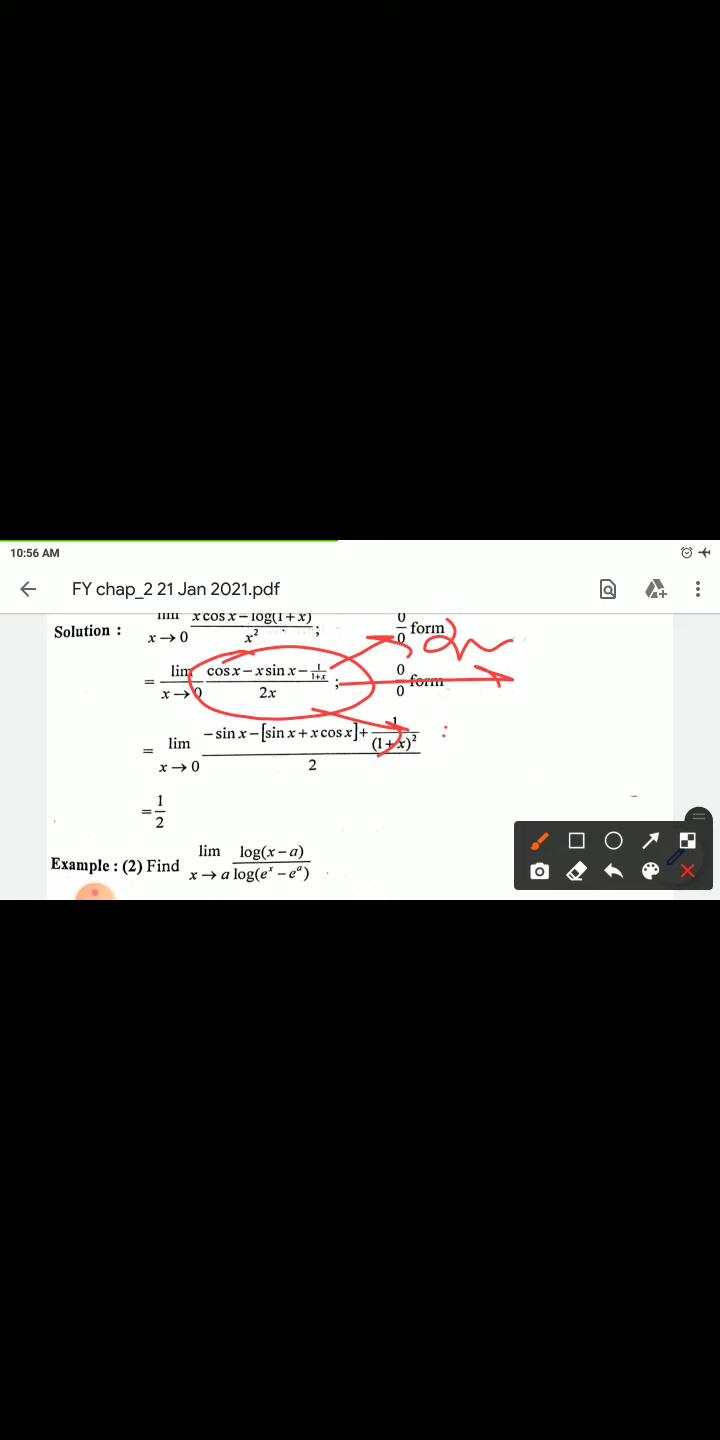 10:56 AM
FY chap_2 21 Jan 2021.pdf
Solution : lim x→0 (x cos x − log(1+x))/x² ; 0/0 form
= lim x→0 (cos x − x sin x − 1/(1+x))/2x ; 0/0 form
= lim x→0 (− sin x − [sin x + x cos x] + 1/(1+x)²)/2
= 1/2
Example : (2) Find lim x→a log(x − a)/log(eˣ − eᵃ)